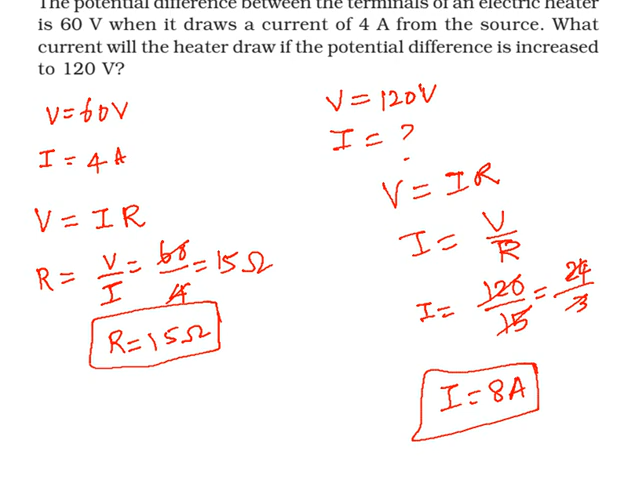 The potential difference between the terminals of an electric heater
is 60 V when it draws a current of 4 A from the source. What
current will the heater draw if the potential difference is increased
to 120 V?
V=60V
I = 4A
V = IR
R = V/I = 60/4 = 15Ω
R=15Ω
V=120V
I = ?
V = IR
I = V/R
I = 120/15 = 24/3
I = 8A